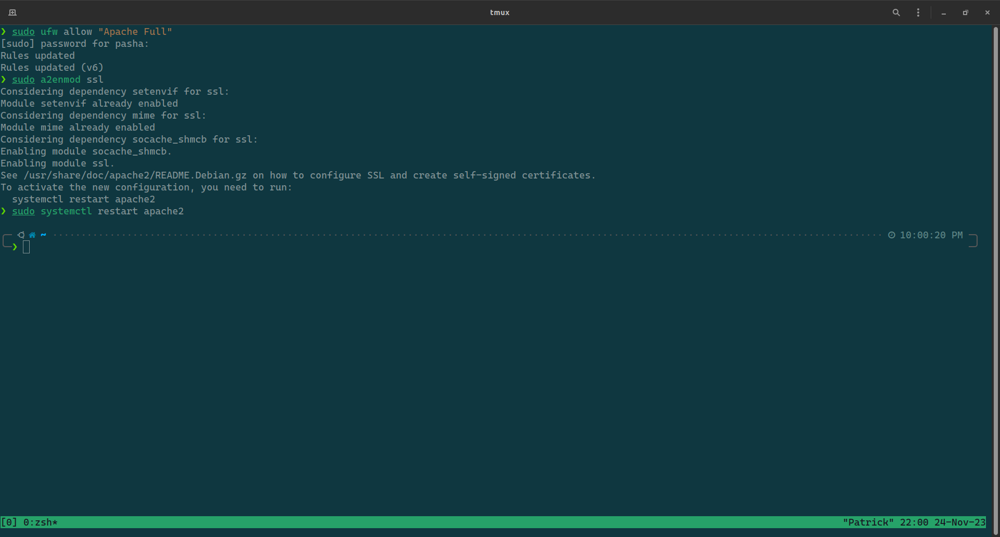 tmux
❯ sudo ufw allow "Apache Full"
[sudo] password for pasha:
Rules updated
Rules updated (v6)
❯ sudo a2enmod ssl
Considering dependency setenvif for ssl:
Module setenvif already enabled
Considering dependency mime for ssl:
Module mime already enabled
Considering dependency socache_shmcb for ssl:
Enabling module socache_shmcb.
Enabling module ssl.
See /usr/share/doc/apache2/README.Debian.gz on how to configure SSL and create self-signed certificates.
To activate the new configuration, you need to run:
  systemctl restart apache2
❯ sudo systemctl restart apache2
~ 10:00:20 PM
❯
[0] 0:zsh* "Patrick" 22:00 24-Nov-23